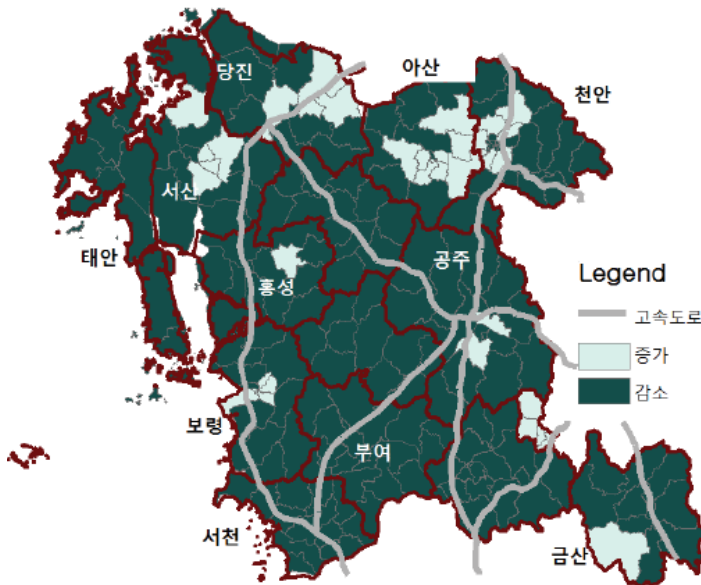 당진
아산
천안
서산
태안
홍성
공주
Legend
고속도로
증가
감소
보령
부여
서천
금산